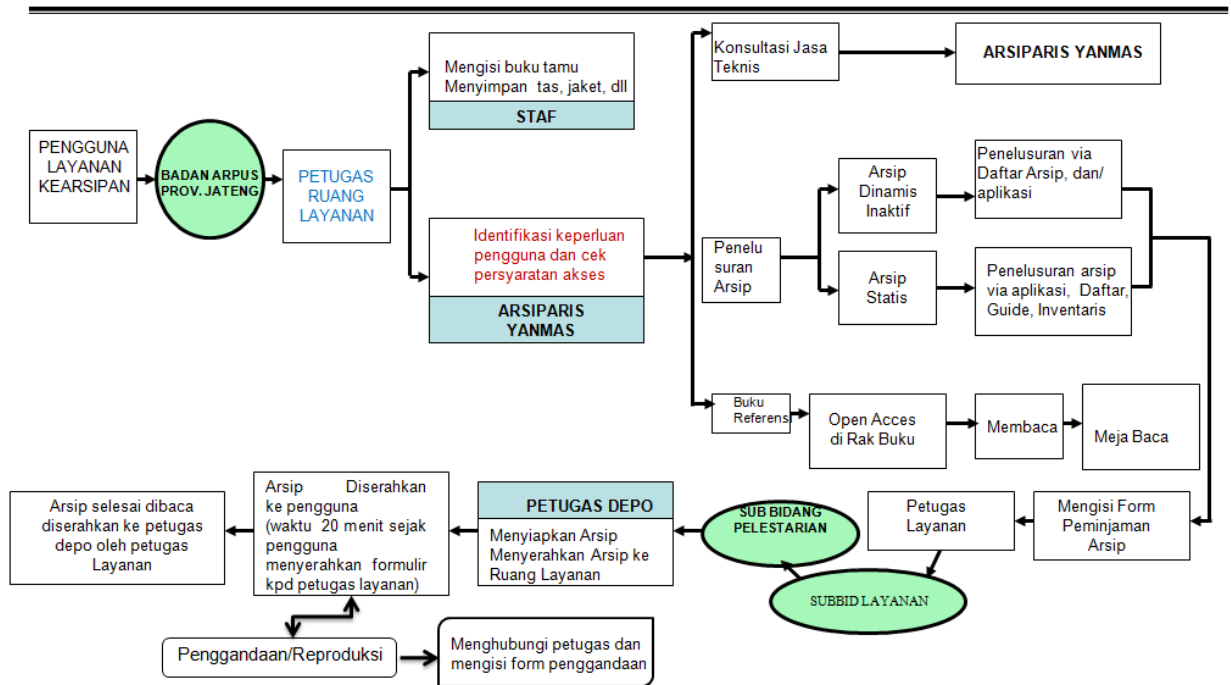 PENGGUNA
LAYANAN
KEARSIPAN
BADAN ARPUS
PROV. JATENG
PETUGAS
RUANG
LAYANAN
Mengisi buku tamu
Menyimpan tas, jaket, dll
STAF
Identifikasi keperluan
pengguna dan cek
persyaratan akses
ARSIPARIS
YANMAS
Konsultasi Jasa
Teknis
ARSIPARIS YANMAS
Penelu
suran
Arsip
Arsip
Dinamis
Inaktif
Penelusuran via
Daftar Arsip, dan/
aplikasi
Arsip
Statis
Penelusuran arsip
via aplikasi, Daftar,
Guide, Inventaris
Buku
Referensi
Open Acces
di Rak Buku
Membaca
Meja Baca
Mengisi Form
Peminjaman
Arsip
Petugas
Layanan
SUBBID LAYANAN
SUB BIDANG
PELESTARIAN
PETUGAS DEPO
Menyiapkan Arsip
Menyerahkan Arsip ke
Ruang Layanan
Arsip Diserahkan
ke pengguna
(waktu 20 menit sejak
pengguna
menyerahkan formulir
kpd petugas layanan)
Arsip selesai dibaca
diserahkan ke petugas
depo oleh petugas
Layanan
Penggandaan/Reproduksi
Menghubungi petugas dan
mengisi form penggandaan